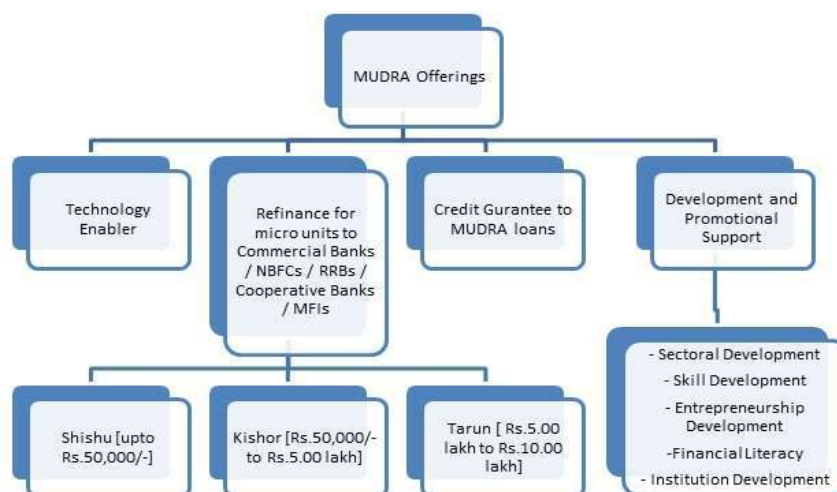 MUDRA Offerings
Technology
Enabler
Refinance for
micro units to
Commercial Banks
/ NBFCs / RRBs /
Cooperative Banks
/ MFIs
Credit Gurantee to
MUDRA loans
Development and
Promotional
Support
Shishu [upto
Rs.50,000/-]
Kishor [Rs.50,000/-
to Rs.5.00 lakh]
Tarun [ Rs.5.00
lakh to Rs.10.00
lakh]
- Sectoral Development
- Skill Development
- Entrepreneurship
Development
-Financial Literacy
- Institution Development